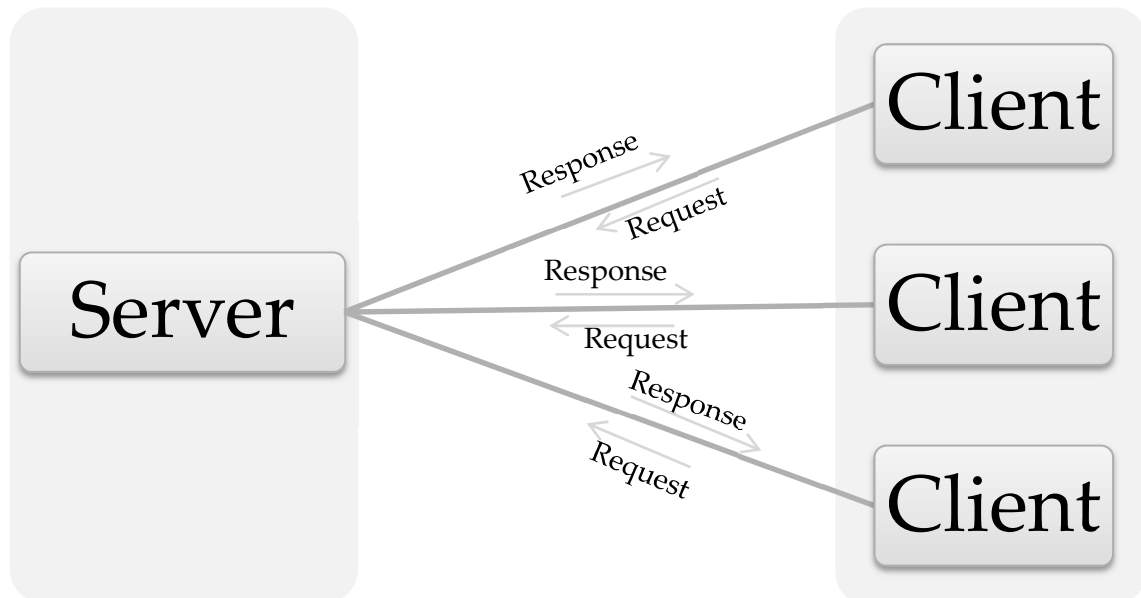 Server
Response
Request
Response
Request
Response
Request
Client
Client
Client